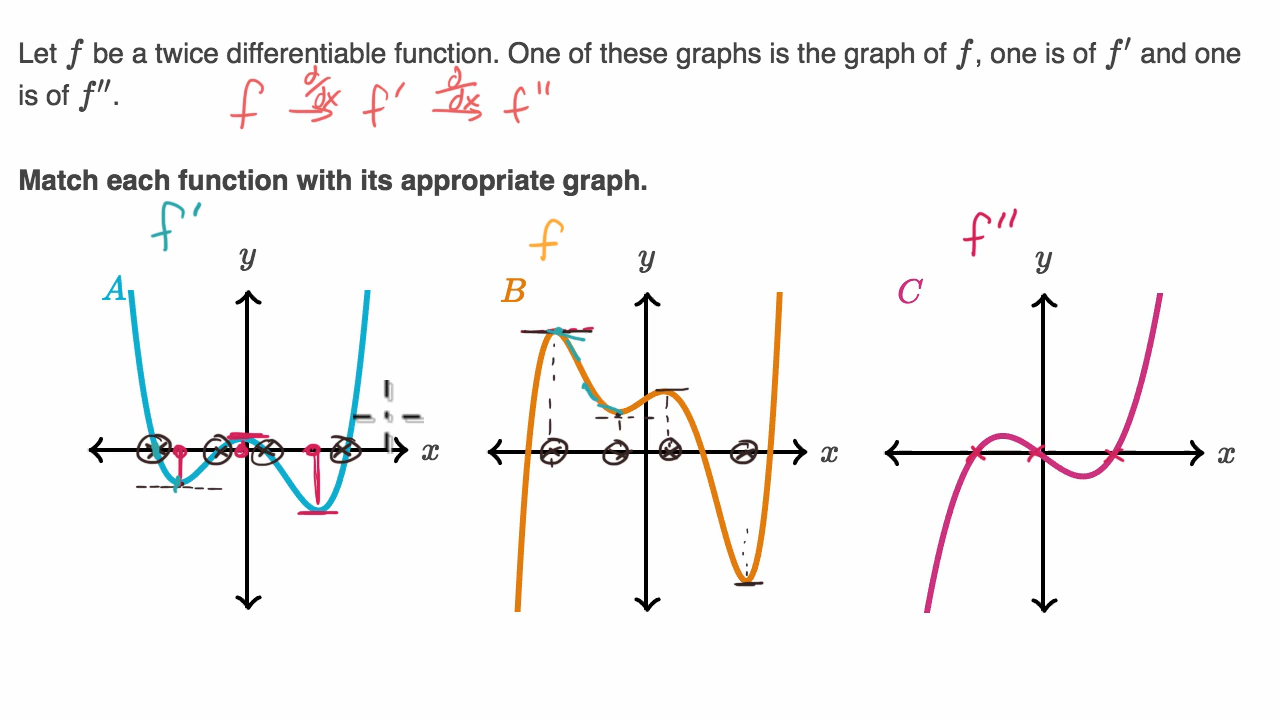 Let f be a twice differentiable function. One of these graphs is the graph of f, one is of f′ and one
is of f″.
f d/dx f′ d/dx f″
Match each function with its appropriate graph.
f′ f f″
y y y
A B C
x x x